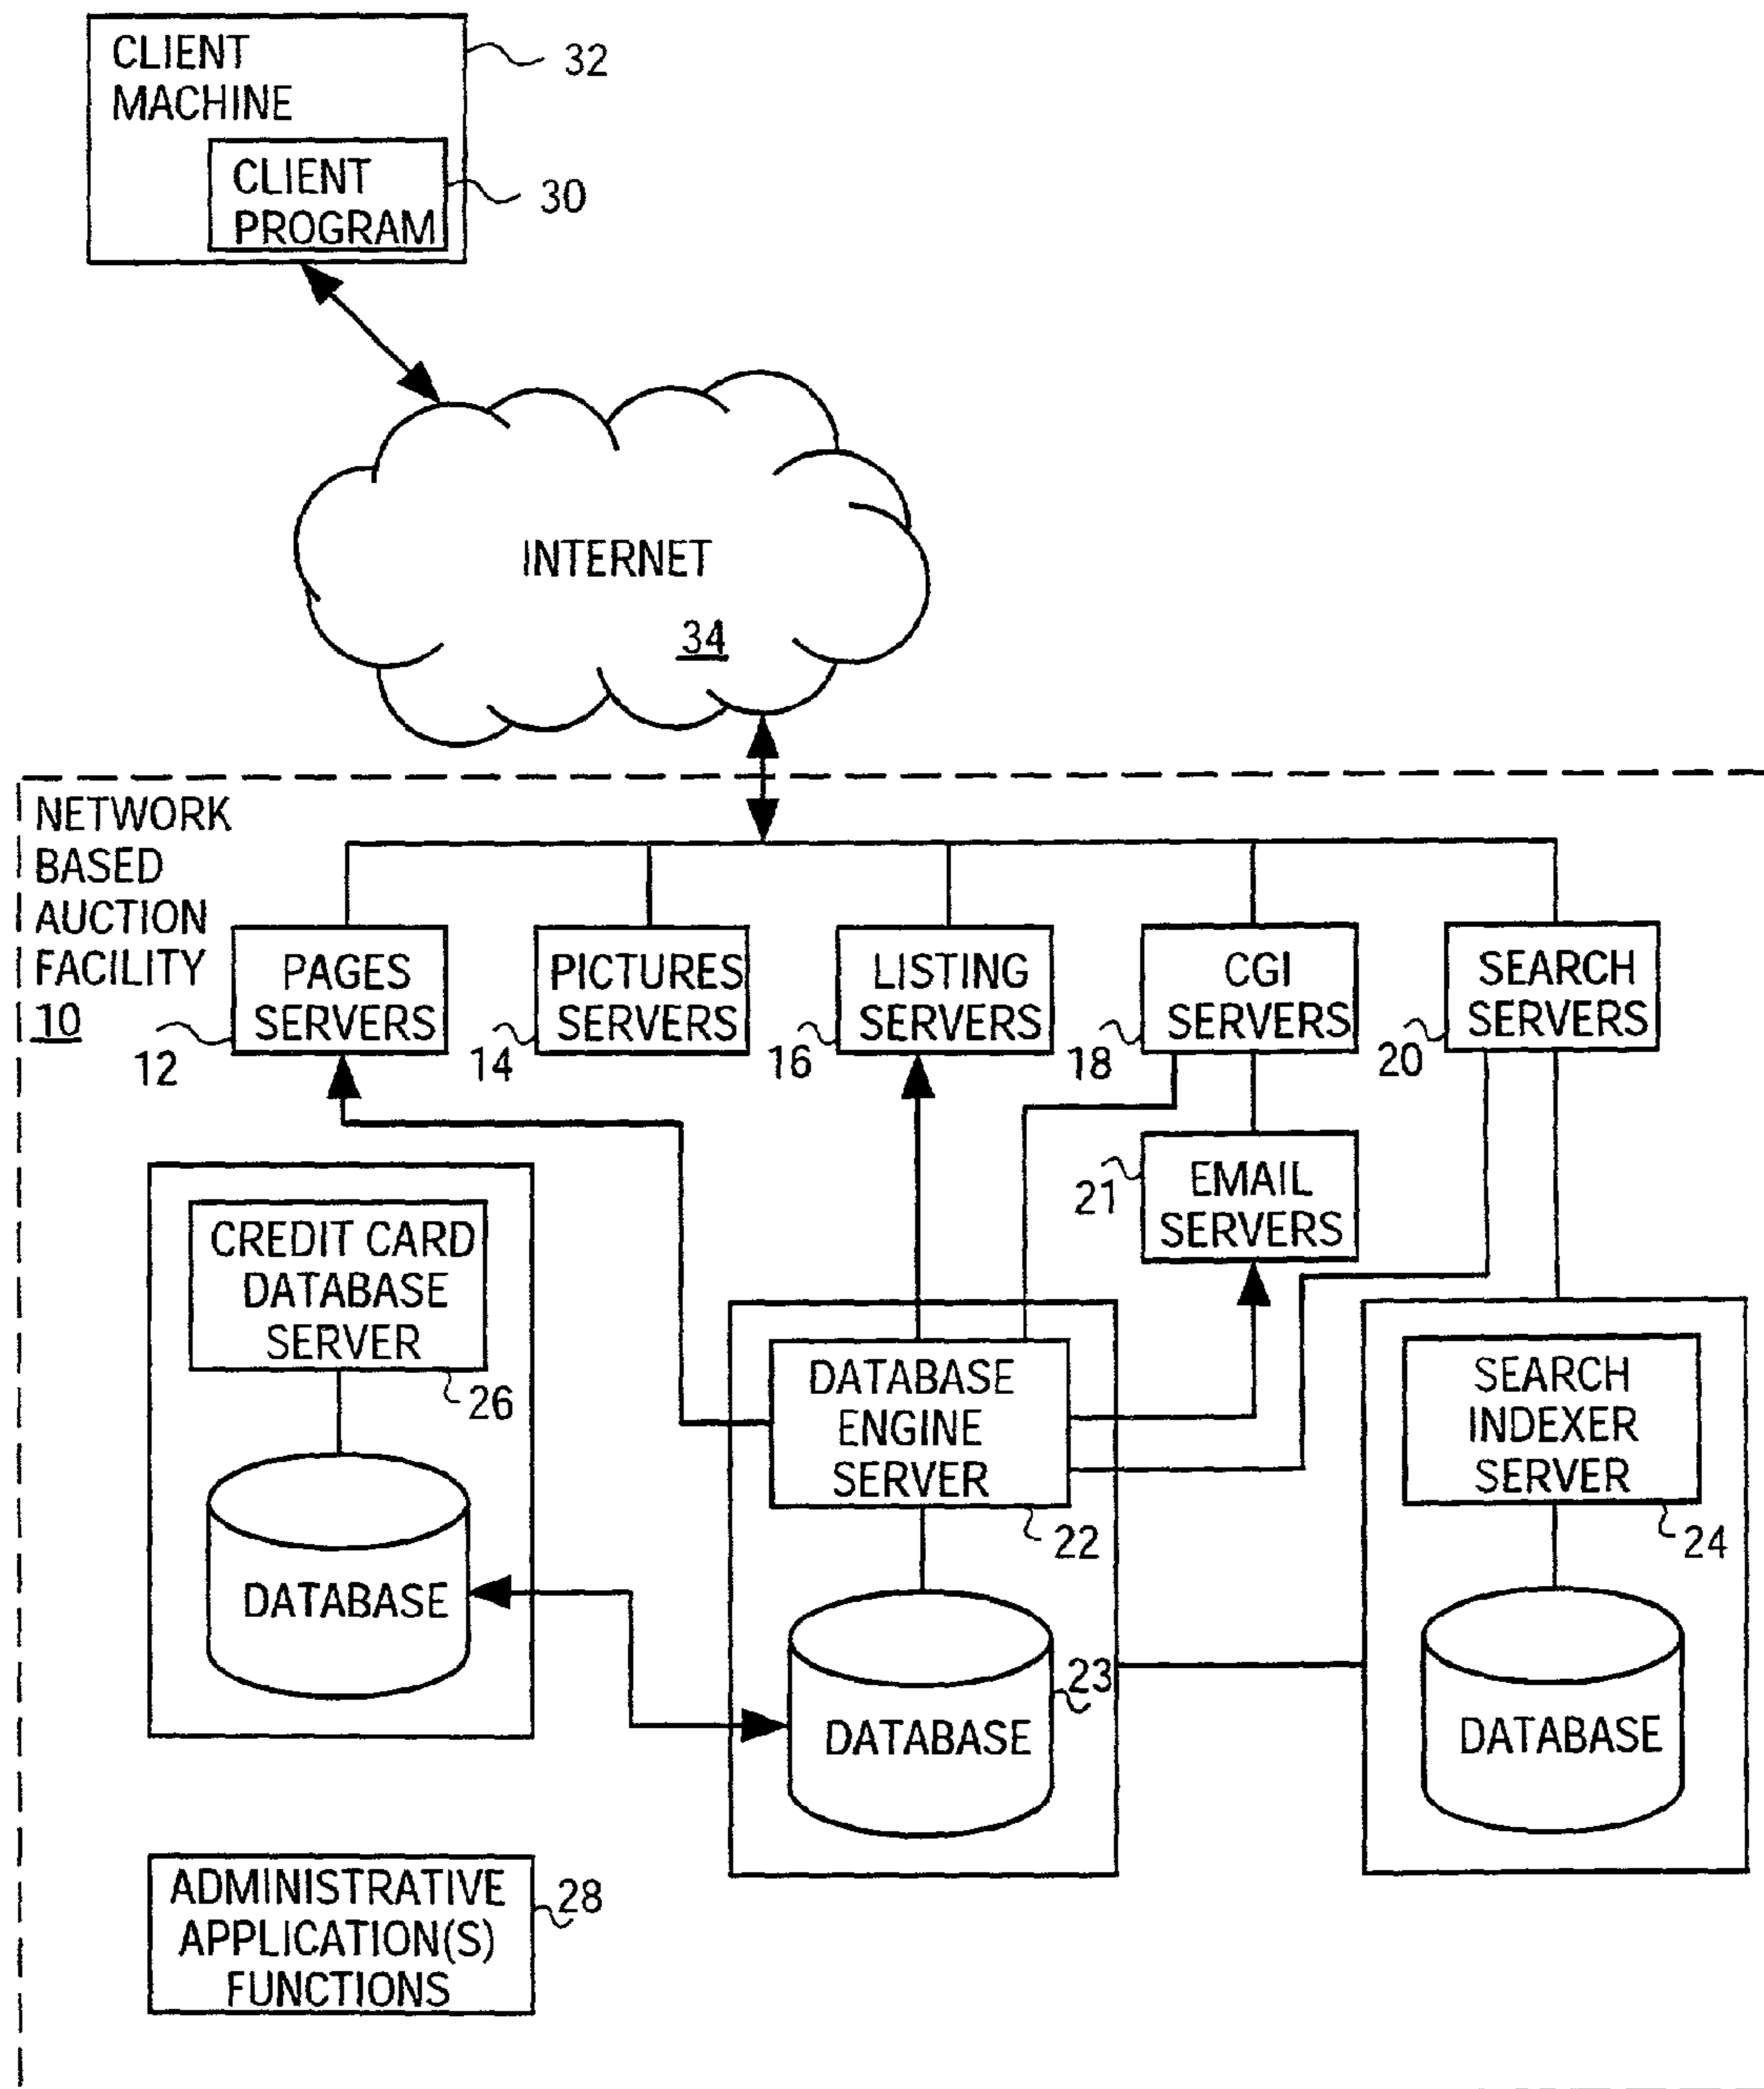 CLIENT
MACHINE
32
CLIENT
PROGRAM
30
INTERNET
34
NETWORK
BASED
AUCTION
FACILITY
10
PAGES
SERVERS
12
PICTURES
SERVERS
14
LISTING
SERVERS
16
CGI
SERVERS
18
SEARCH
SERVERS
20
EMAIL
SERVERS
21
CREDIT CARD
DATABASE
SERVER
26
DATABASE
DATABASE
ENGINE
SERVER
22
23
DATABASE
SEARCH
INDEXER
SERVER
24
DATABASE
ADMINISTRATIVE
APPLICATION(S)
FUNCTIONS
28